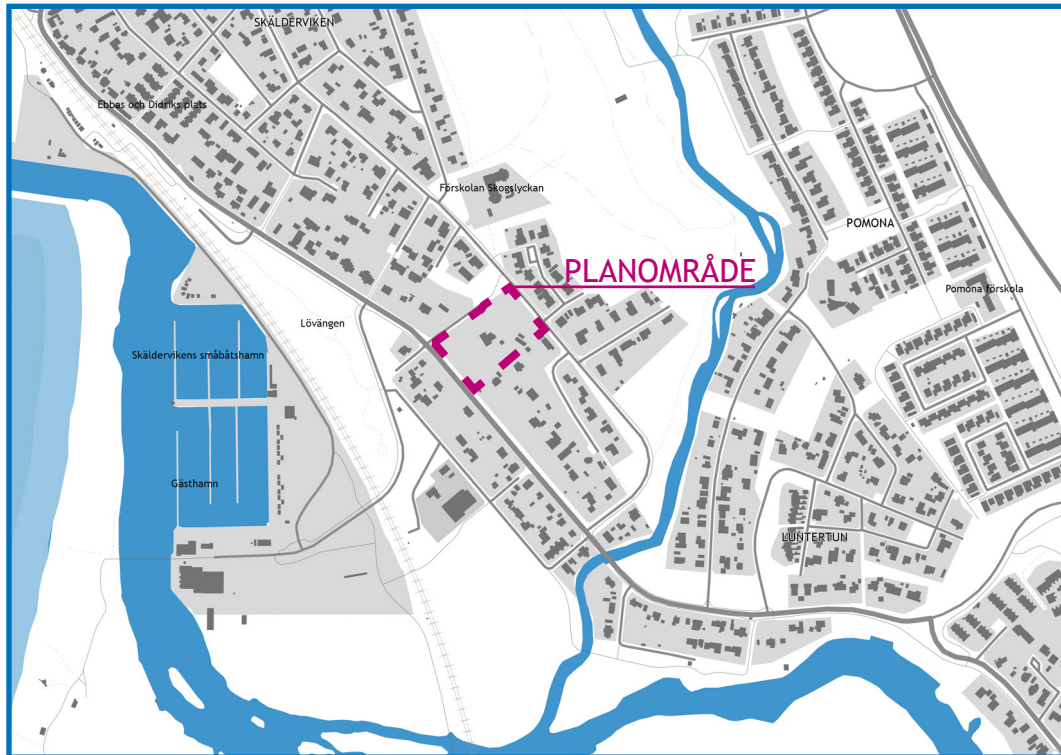 SKÄLDERVIKEN
Ebbas och Didriks plats
Förskolan Skogslyckan
POMONA
PLANOMRÅDE
Pomona förskola
Lövängen
Skäldervikens småbåtshamn
Gästhamn
LUNTERTUN